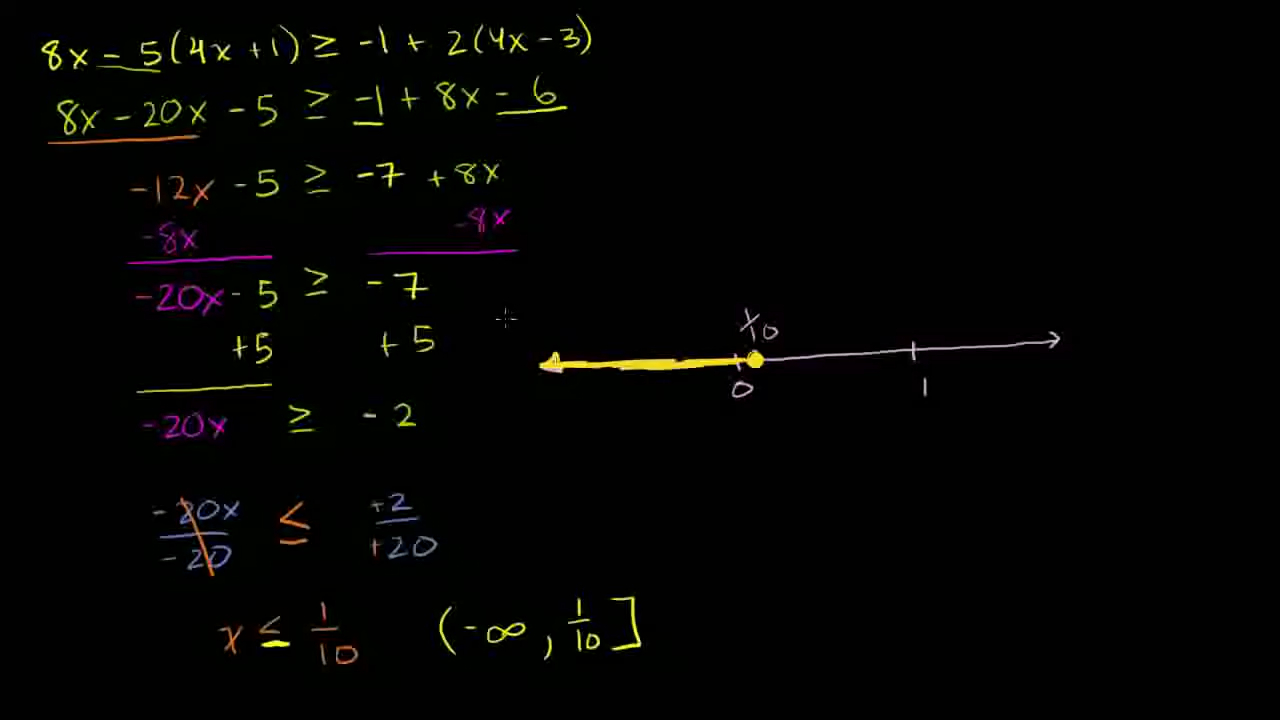 8x - 5(4x + 1) ≥ -1 + 2(4x - 3)
8x - 20x - 5 ≥ -1 + 8x - 6
-12x - 5 ≥ -7 + 8x
-8x -8x
-20x - 5 ≥ -7
+5 +5
-20x ≥ -2
-20x/-20 ≤ +2/+20
x ≤ 1/10 (-∞, 1/10]
1/10
0 1